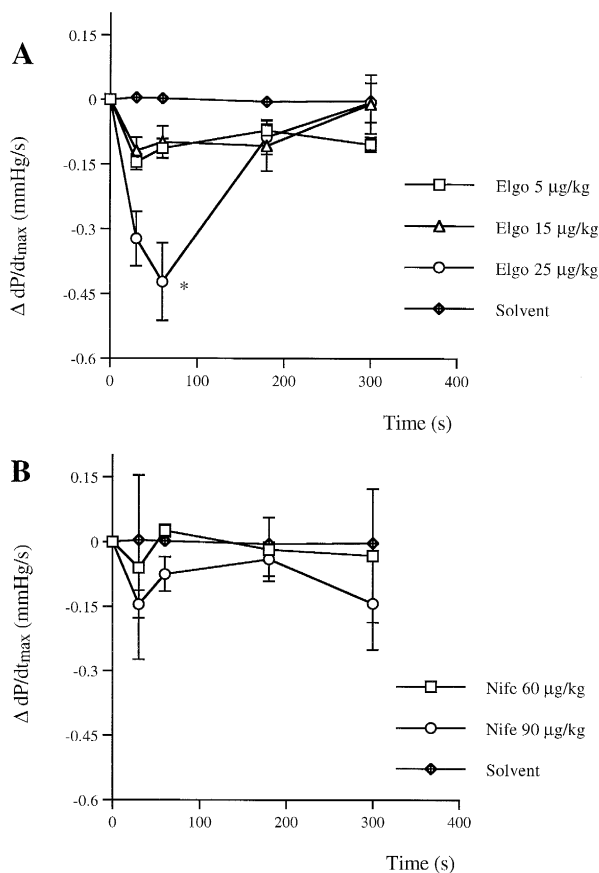 A
0.15
0
-0.15
-0.3
-0.45
-0.6
Δ dP/dtmax (mmHg/s)
*
0 100 200 300 400
Time (s)
Elgo 5 μg/kg
Elgo 15 μg/kg
Elgo 25 μg/kg
Solvent
B
0.15
0
-0.15
-0.3
-0.45
-0.6
Δ dP/dtmax (mmHg/s)
0 100 200 300 400
Time (s)
Nife 60 μg/kg
Nife 90 μg/kg
Solvent